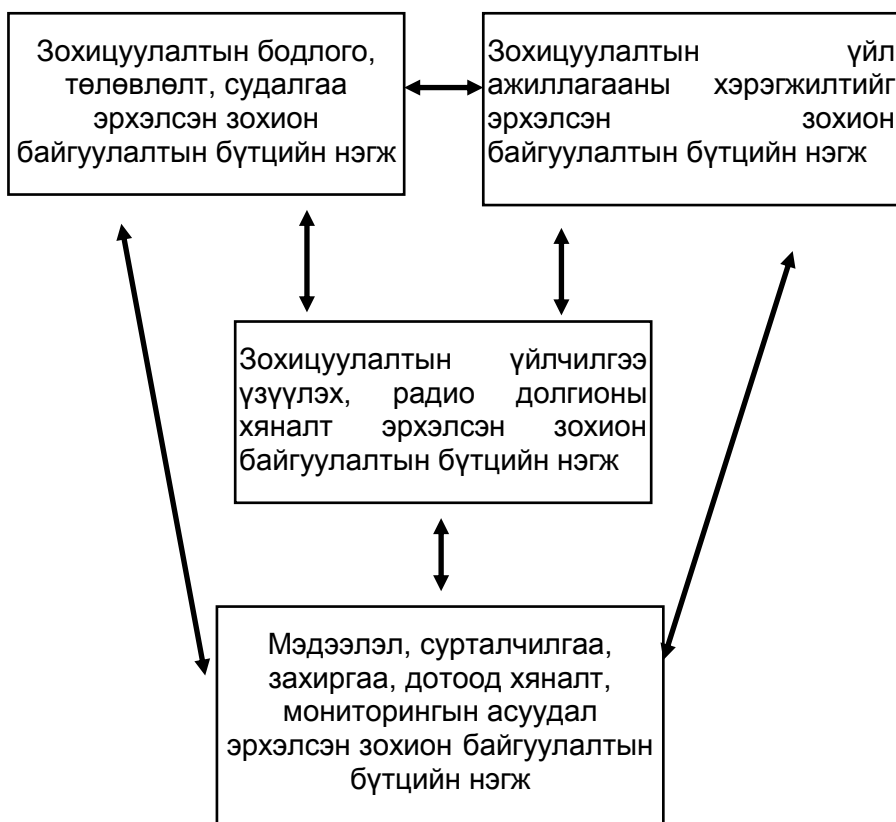 Зохицуулалтын бодлого,
төлөвлөлт, судалгаа
эрхэлсэн зохион
байгуулалтын бүтцийн нэгж
Зохицуулалтын үйл
ажиллагааны хэрэгжилтийг
эрхэлсэн зохион
байгуулалтын бүтцийн нэгж
Зохицуулалтын үйлчилгээ
үзүүлэх, радио долгионы
хяналт эрхэлсэн зохион
байгуулалтын бүтцийн нэгж
Мэдээлэл, сурталчилгаа,
захиргаа, дотоод хяналт,
мониторингын асуудал
эрхэлсэн зохион байгуулалтын
бүтцийн нэгж